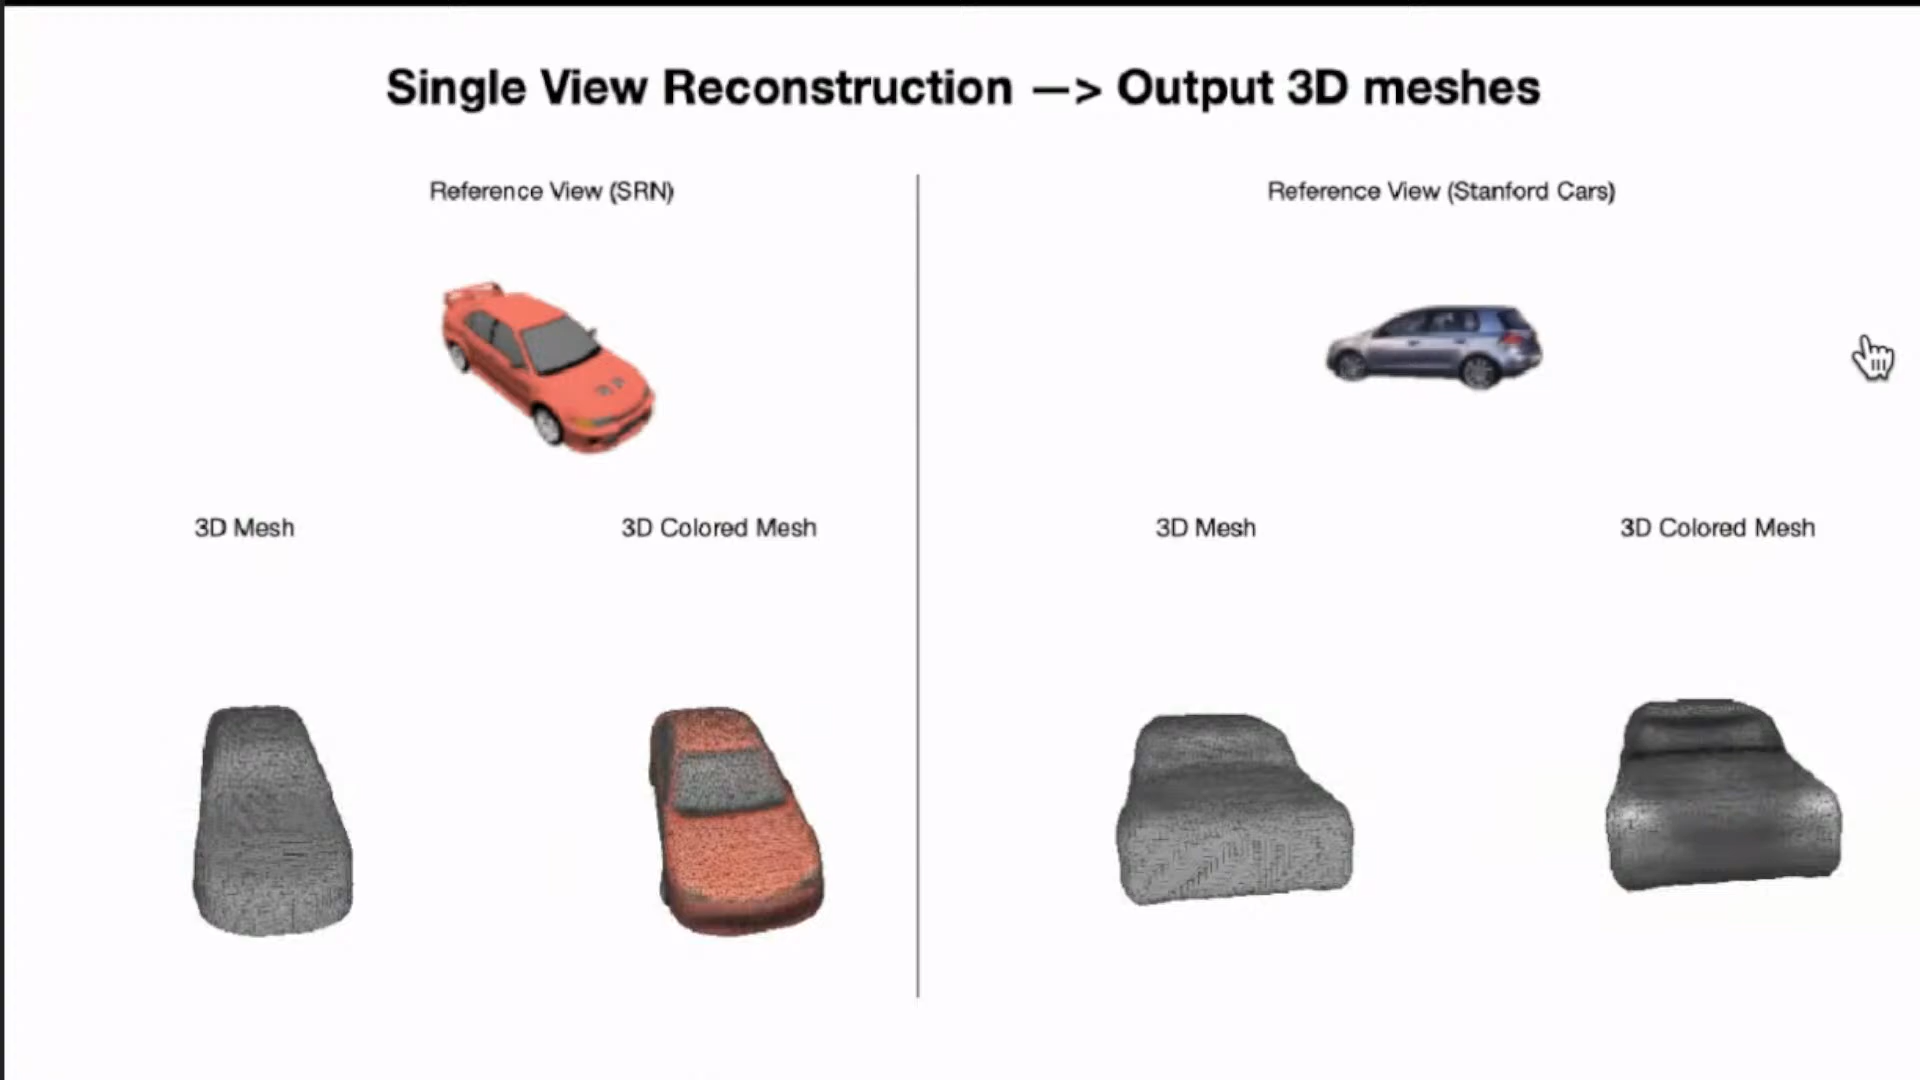 Single View Reconstruction —> Output 3D meshes
Reference View (SRN)
Reference View (Stanford Cars)
3D Mesh
3D Colored Mesh
3D Mesh
3D Colored Mesh